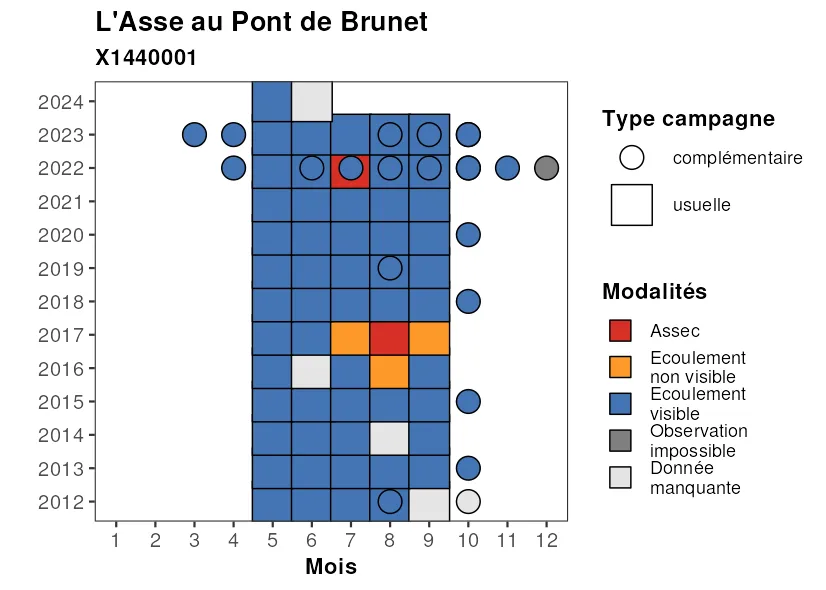 L'Asse au Pont de Brunet
X1440001
2024
2023
2022
2021
2020
2019
2018
2017
2016
2015
2014
2013
2012
1 2 3 4 5 6 7 8 9 10 11 12
Mois
Type campagne
complémentaire
usuelle
Modalités
Assec
Ecoulement
non visible
Ecoulement
visible
Observation
impossible
Donnée
manquante